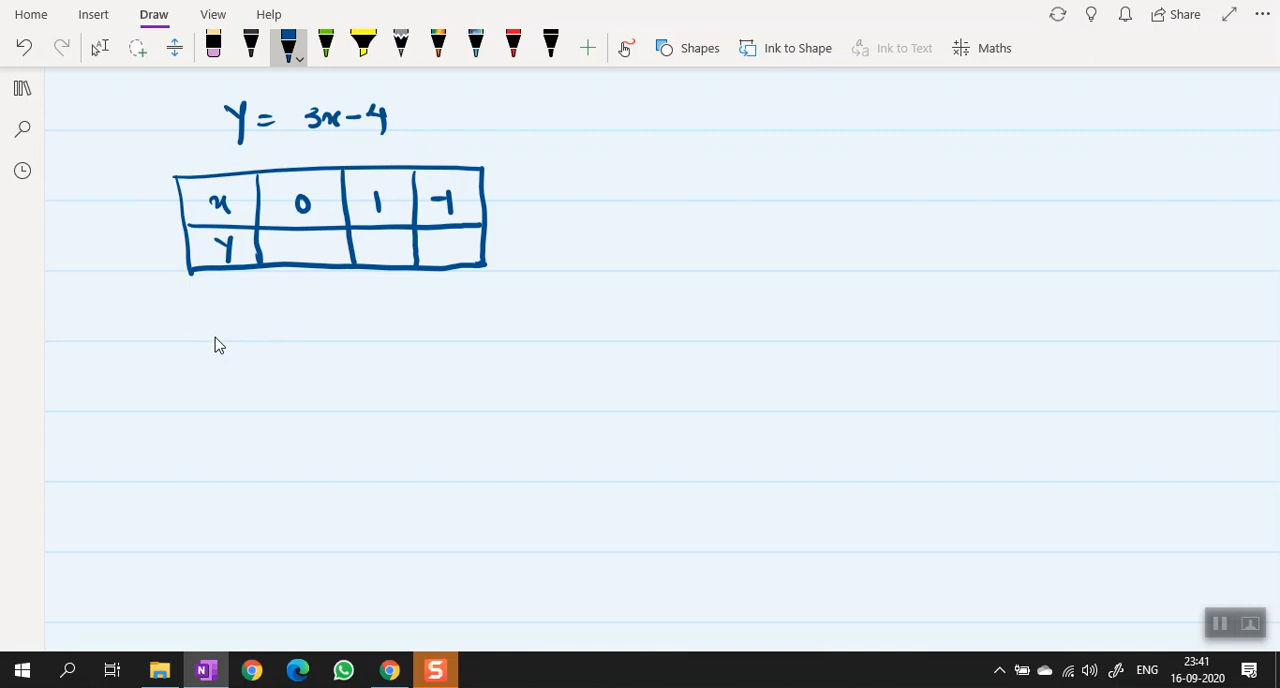 Home Insert Draw View Help
Share
Shapes Ink to Shape Ink to Text Maths
Y = 3x-4
x 0 1 -1
Y
ENG 23:41
16-09-2020